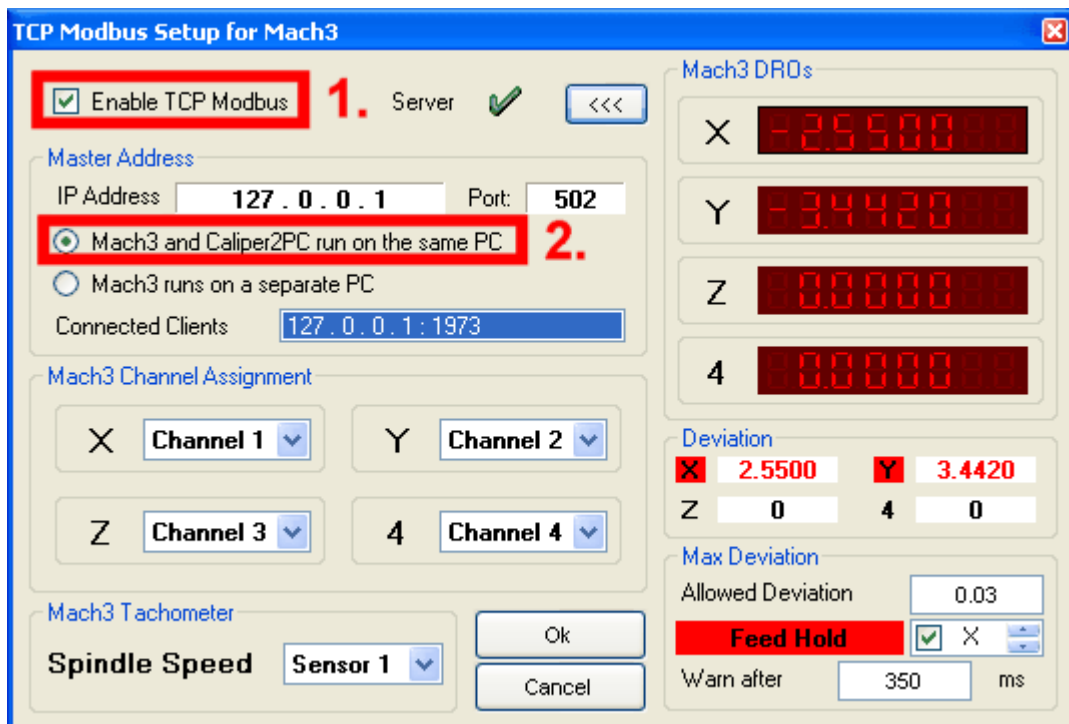 TCP Modbus Setup for Mach3
Enable TCP Modbus 1. Server <<<
Master Address
IP Address 127 . 0 . 0 . 1 Port: 502
Mach3 and Caliper2PC run on the same PC 2.
Mach3 runs on a separate PC
Connected Clients 127 . 0 . 0 . 1 : 1973
Mach3 Channel Assignment
X Channel 1 Y Channel 2
Z Channel 3 4 Channel 4
Mach3 Tachometer
Spindle Speed Sensor 1
Ok
Cancel
Mach3 DROs
X -2.5500
Y -3.4420
Z 0.0000
4 0.0000
Deviation
X 2.5500 Y 3.4420
Z 0 4 0
Max Deviation
Allowed Deviation 0.03
Feed Hold X
Warn after 350 ms